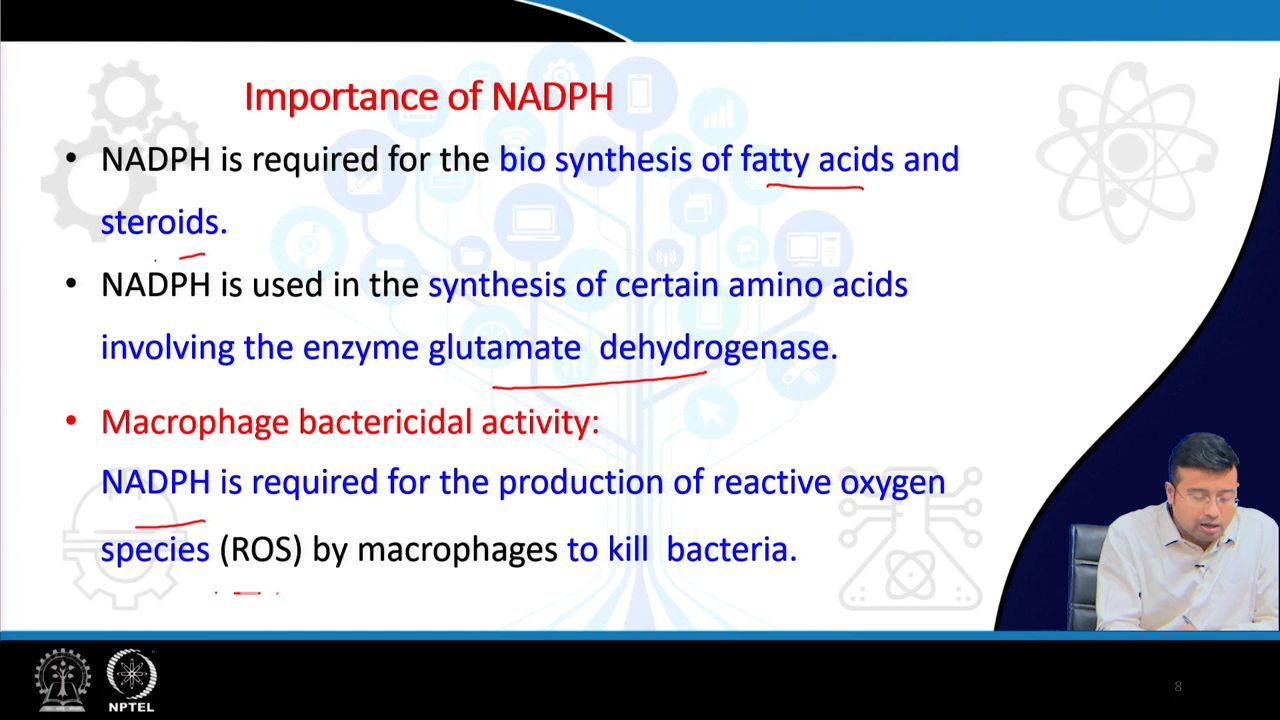 Importance of NADPH
• NADPH is required for the bio synthesis of fatty acids and
steroids.
• NADPH is used in the synthesis of certain amino acids
involving the enzyme glutamate dehydrogenase.
• Macrophage bactericidal activity:
NADPH is required for the production of reactive oxygen
species (ROS) by macrophages to kill bacteria.
NPTEL
8